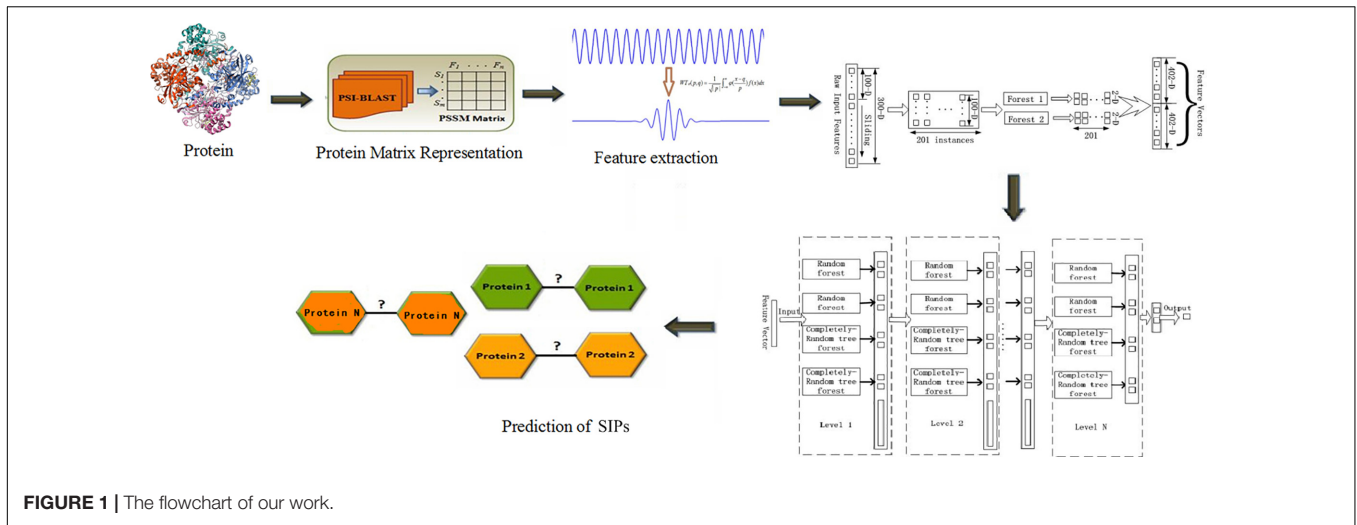 Protein
PSI-BLAST
F1 . . . . Fn
S1
Sm
PSSM Matrix
Protein Matrix Representation
Feature extraction
Raw Input Features
100-D
300-D
Sliding
100-D
201 instances
Forest 1
Forest 2
2-D
2-D
201
402-D
402-D
Feature Vectors
Feature Vector
Input
Random
forest
Random
forest
Completely-
Random tree
forest
Completely-
Random tree
forest
Level 1
Random
forest
Random
forest
Completely-
Random tree
forest
Completely-
Random tree
forest
Level 2
Random
forest
Random
forest
Completely-
Random tree
forest
Completely-
Random tree
forest
Level N
Output
Protein N
?
Protein N
Protein 1
?
Protein 1
Protein 2
?
Protein 2
Prediction of SIPs
FIGURE 1 | The flowchart of our work.